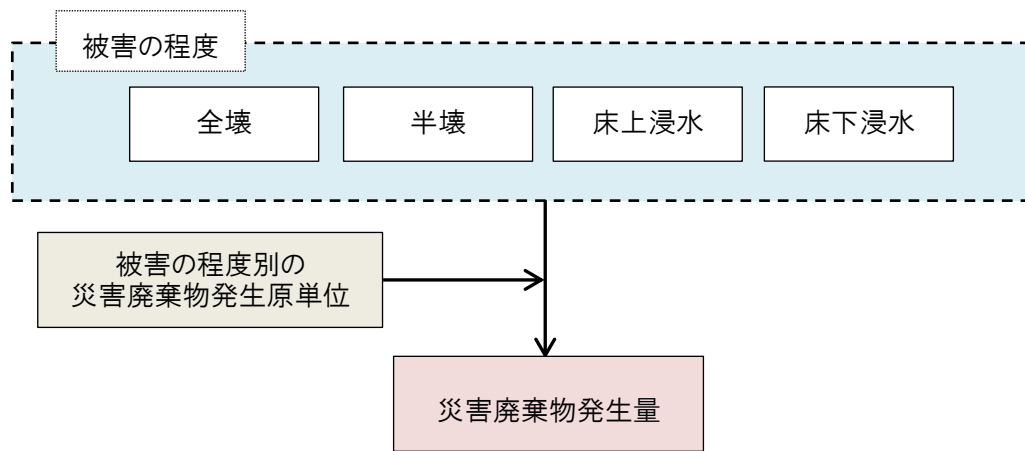 被害の程度
全壊
半壊
床上浸水
床下浸水
被害の程度別の
災害廃棄物発生原単位
災害廃棄物発生量